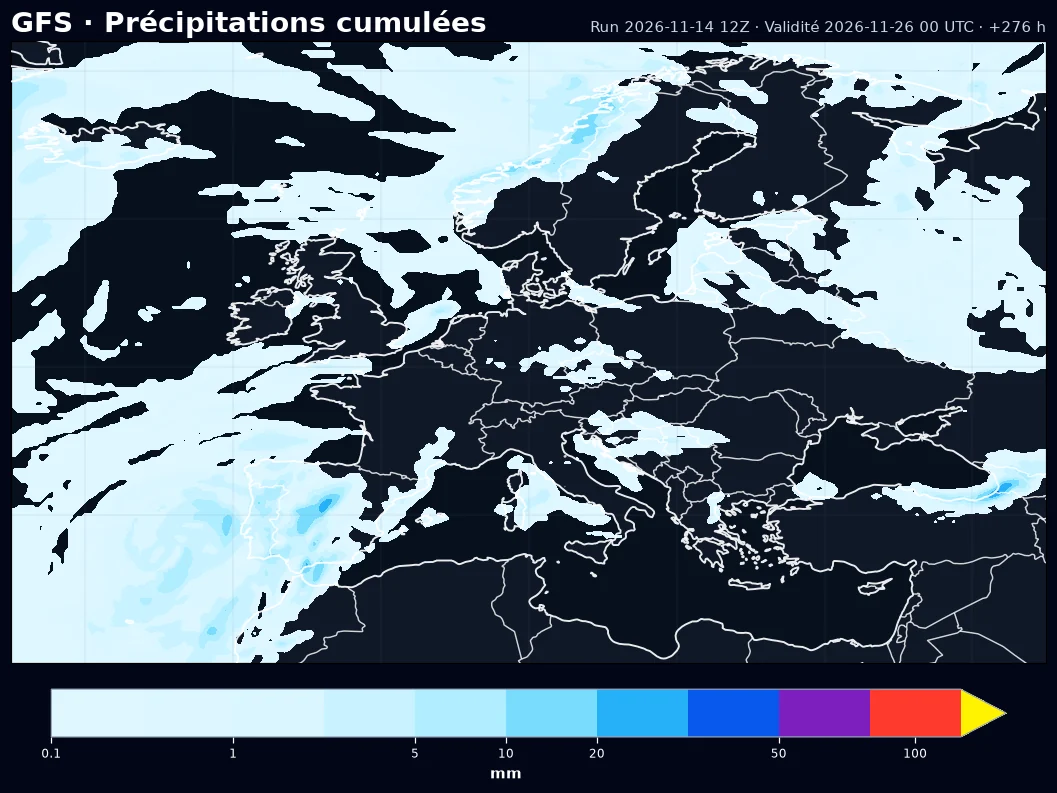 GFS · Précipitations cumulées
Run 2026-11-14 12Z · Validité 2026-11-26 00 UTC · +276 h
0.1 1 5 10 20 50 100
mm